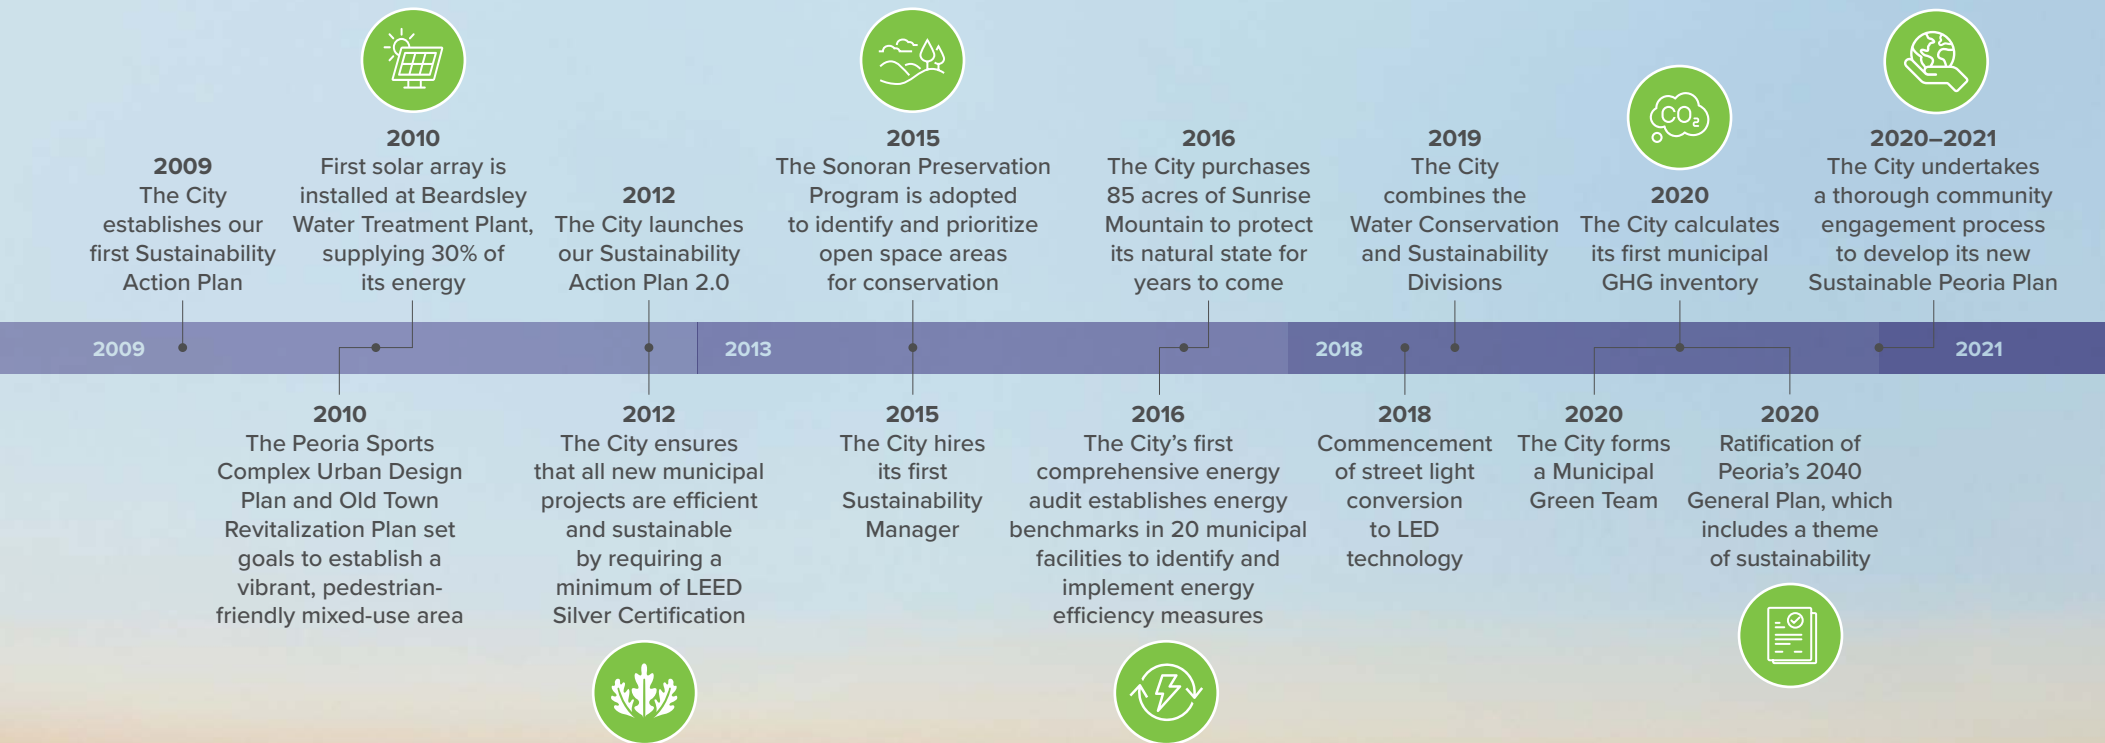 2009
The City
establishes our
first Sustainability
Action Plan
2010
First solar array is
installed at Beardsley
Water Treatment Plant,
supplying 30% of
its energy
2012
The City launches
our Sustainability
Action Plan 2.0
2015
The Sonoran Preservation
Program is adopted
to identify and prioritize
open space areas
for conservation
2016
The City purchases
85 acres of Sunrise
Mountain to protect
its natural state for
years to come
2019
The City
combines the
Water Conservation
and Sustainability
Divisions
CO₂
2020
The City calculates
its first municipal
GHG inventory
2020–2021
The City undertakes
a thorough community
engagement process
to develop its new
Sustainable Peoria Plan
2009
2013
2018
2021
2010
The Peoria Sports
Complex Urban Design
Plan and Old Town
Revitalization Plan set
goals to establish a
vibrant, pedestrian-
friendly mixed-use area
2012
The City ensures
that all new municipal
projects are efficient
and sustainable
by requiring a
minimum of LEED
Silver Certification
2015
The City hires
its first
Sustainability
Manager
2016
The City’s first
comprehensive energy
audit establishes energy
benchmarks in 20 municipal
facilities to identify and
implement energy
efficiency measures
2018
Commencement
of street light
conversion
to LED
technology
2020
The City forms
a Municipal
Green Team
2020
Ratification of
Peoria’s 2040
General Plan, which
includes a theme
of sustainability